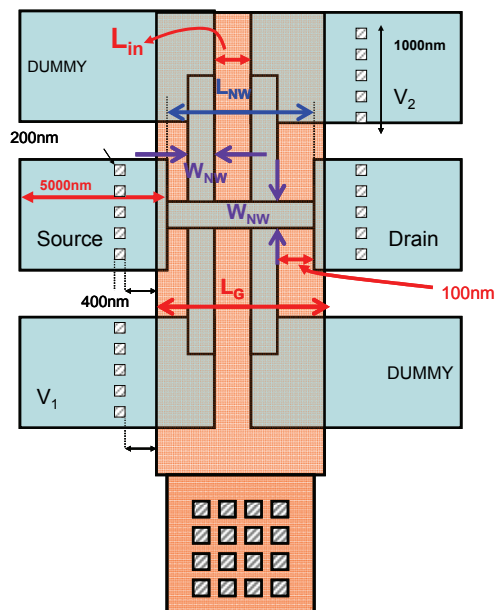 L_in
1000nm
DUMMY
L_NW
V_2
200nm
W_NW
5000nm
W_NW
Source
Drain
400nm
L_G
100nm
V_1
DUMMY